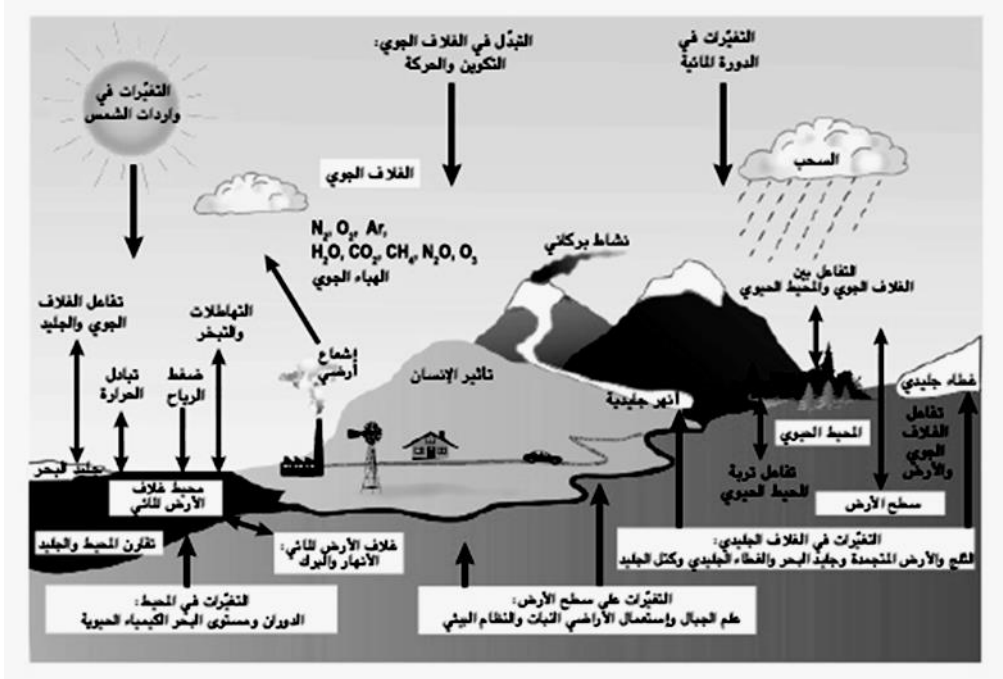 التغيّرات في
الدورة المائية
التبدّل في الغلاف الجوي:
التكوين والحركة
التغيّرات في
واردات الشمس
السحب
الغلاف الجوي
N₂, O₂, Ar,
H₂O, CO₂, CH₄, N₂O, O₃
الهباء الجوي
نشاط بركاني
التفاعل بين
الغلاف الجوي والمحيط الحيوي
تفاعل الغلاف
الجوي والجليد
التهاطلات
والتبخر
تبادل
الحرارة
ضغط
الرياح
إشعاع
أرضي
تأثير الإنسان
أنهر جليدية
غطاء جليدي
تفاعل
الغلاف
الجوي
والأرض
المحيط الحيوي
تفاعل تربة
المحيط الحيوي
سطح الأرض
جليد البحر
محيط غلاف
الأرض المائي
تقارن المحيط والجليد
غلاف الأرض المائي:
الأنهار والبرك
التغيّرات في الغلاف الجليدي:
الثلج والأرض المتجمدة وجليد البحر والغطاء الجليدي وكتل الجليد
التغيّرات في المحيط:
الدوران ومستوى البحر الكيمياء الحيوية
التغيّرات على سطح الأرض:
علم الجبال وإستعمال الأراضي النبات والنظام البيئي